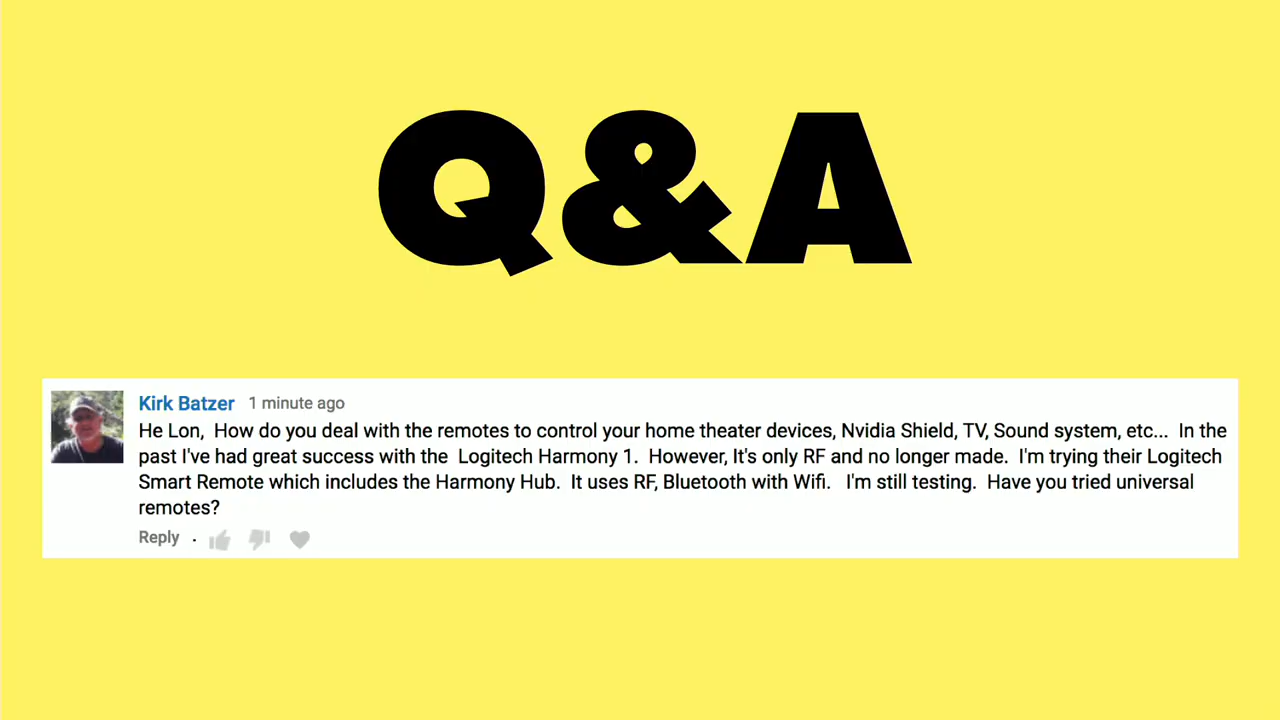 Q&A
Kirk Batzer 1 minute ago
He Lon, How do you deal with the remotes to control your home theater devices, Nvidia Shield, TV, Sound system, etc... In the
past I've had great success with the Logitech Harmony 1. However, It's only RF and no longer made. I'm trying their Logitech
Smart Remote which includes the Harmony Hub. It uses RF, Bluetooth with Wifi. I'm still testing. Have you tried universal
remotes?
Reply .